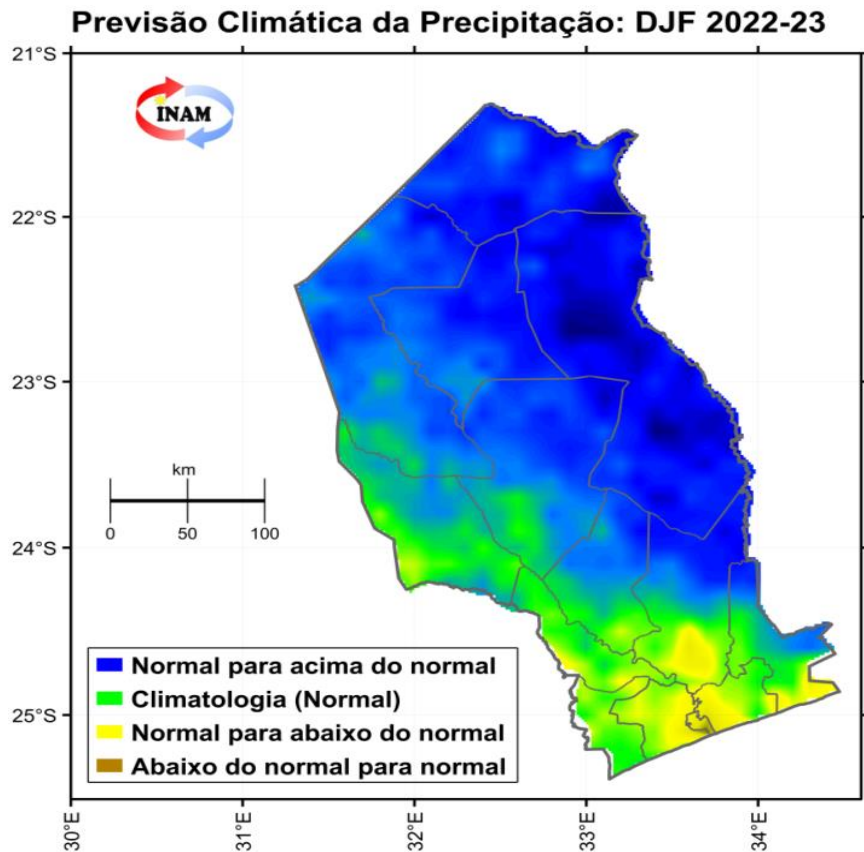 Previsão Climática da Precipitação: DJF 2022-23
21°S
INAM
22°S
23°S
km
0 50 100
24°S
Normal para acima do normal
Climatologia (Normal)
25°S
Normal para abaixo do normal
Abaixo do normal para normal
30°E 31°E 32°E 33°E 34°E